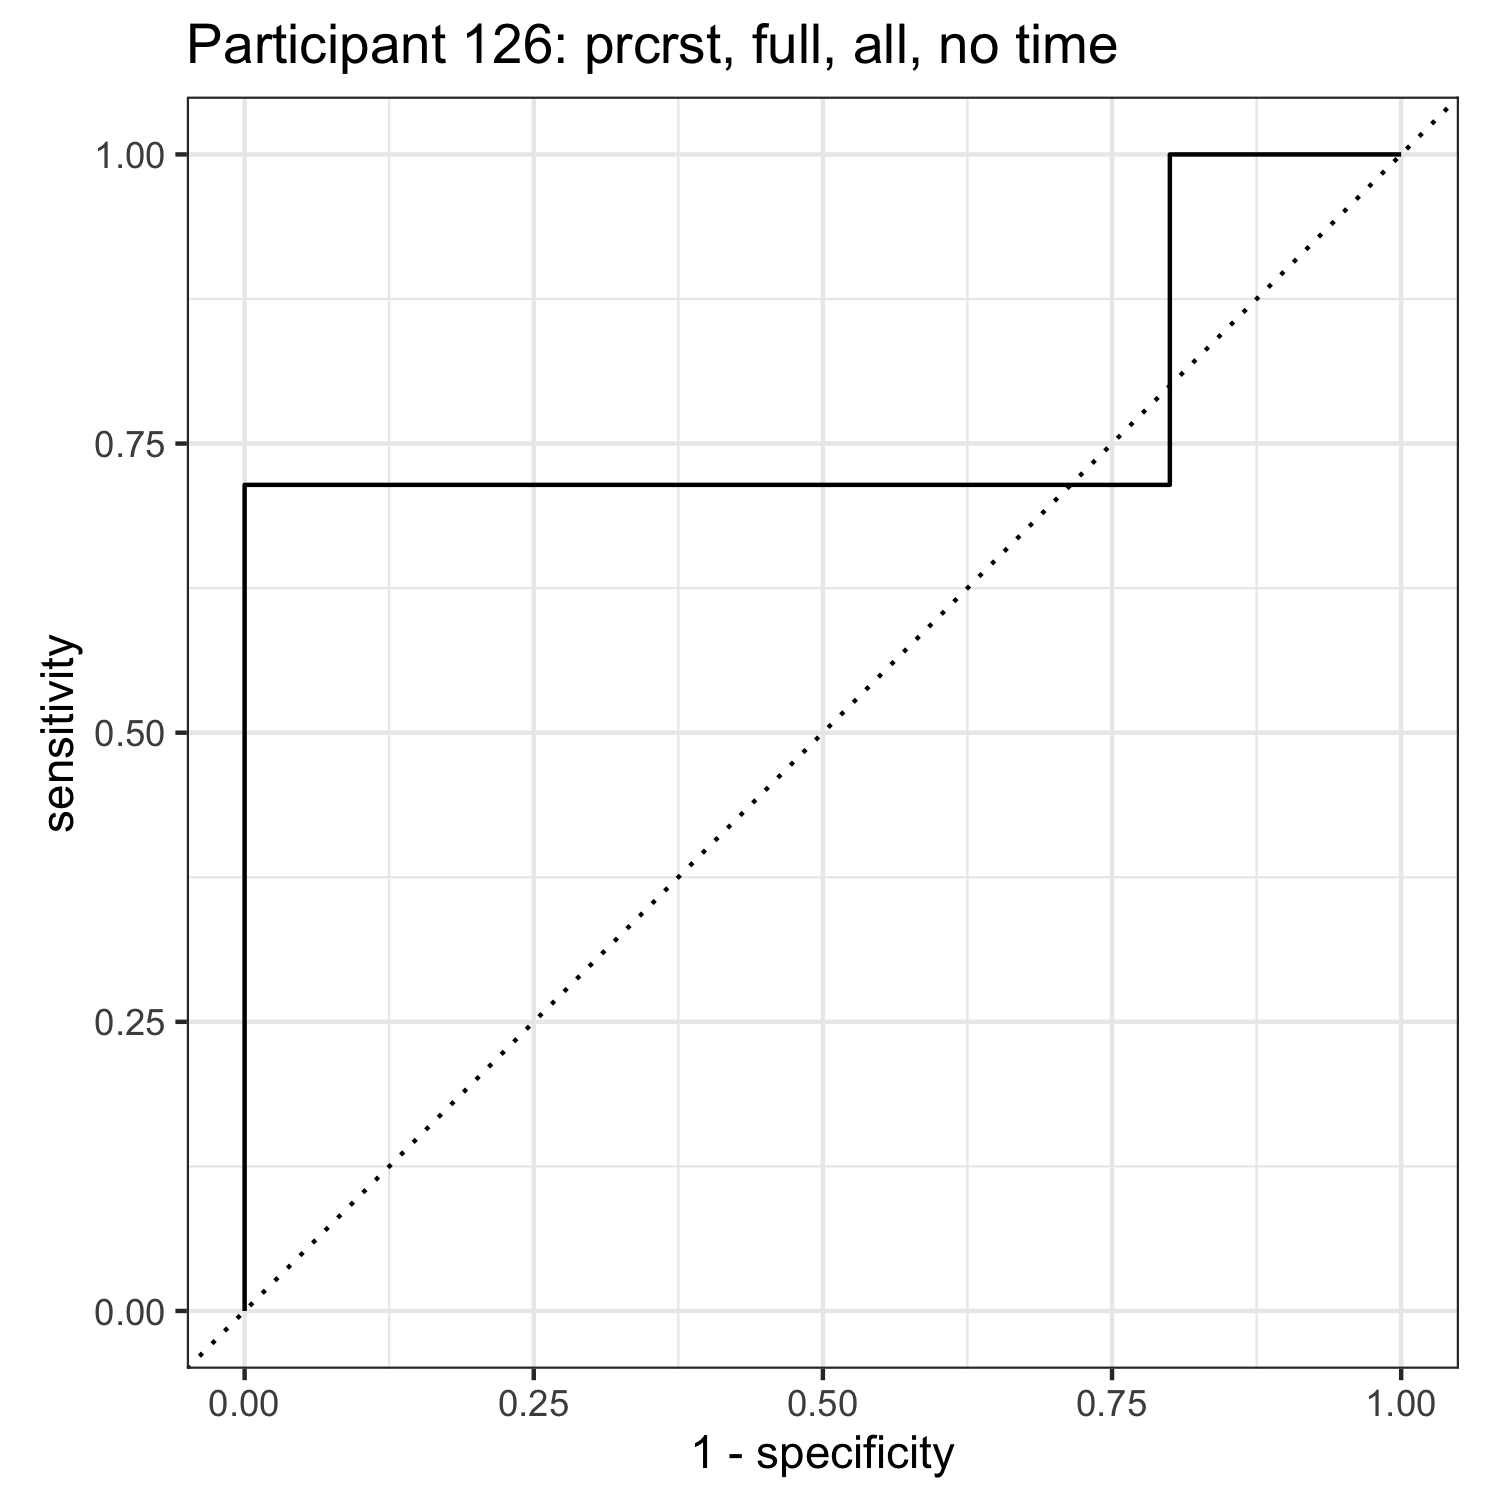 Participant 126: prcrst, full, all, no time
sensitivity
1.00
0.75
0.50
0.25
0.00
0.00 0.25 0.50 0.75 1.00
1 - specificity